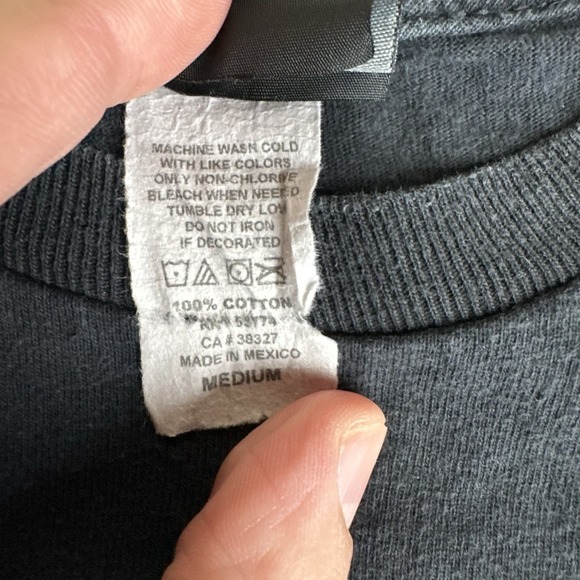 MACHINE WASH COLD
WITH LIKE COLORS
ONLY NON-CHLORINE
BLEACH WHEN NEEDED
TUMBLE DRY LOW
DO NOT IRON
IF DECORATED
100% COTTON
CA # 38327
MADE IN MEXICO
MEDIUM